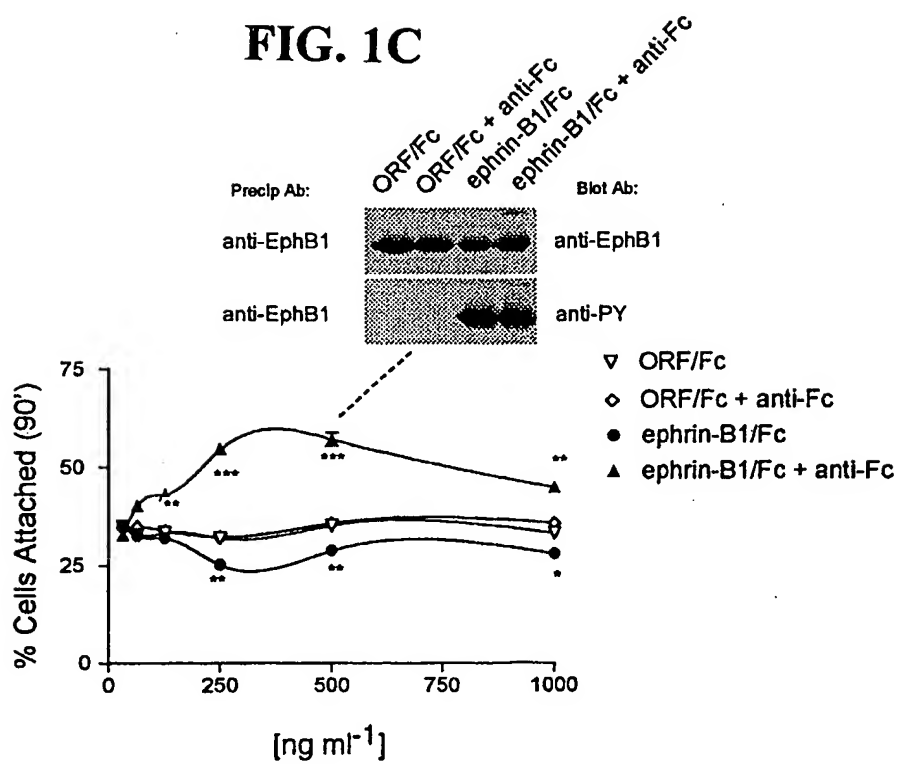 FIG. 1C
ORF/Fc
ORF/Fc + anti-Fc
ephrin-B1/Fc
ephrin-B1/Fc + anti-Fc
Precip Ab:
Blot Ab:
anti-EphB1
anti-EphB1
anti-EphB1
anti-PY
ORF/Fc
ORF/Fc + anti-Fc
ephrin-B1/Fc
ephrin-B1/Fc + anti-Fc
% Cells Attached (90')
75
50
25
0
***
***
**
**
**
**
*
0 250 500 750 1000
[ng ml⁻¹]